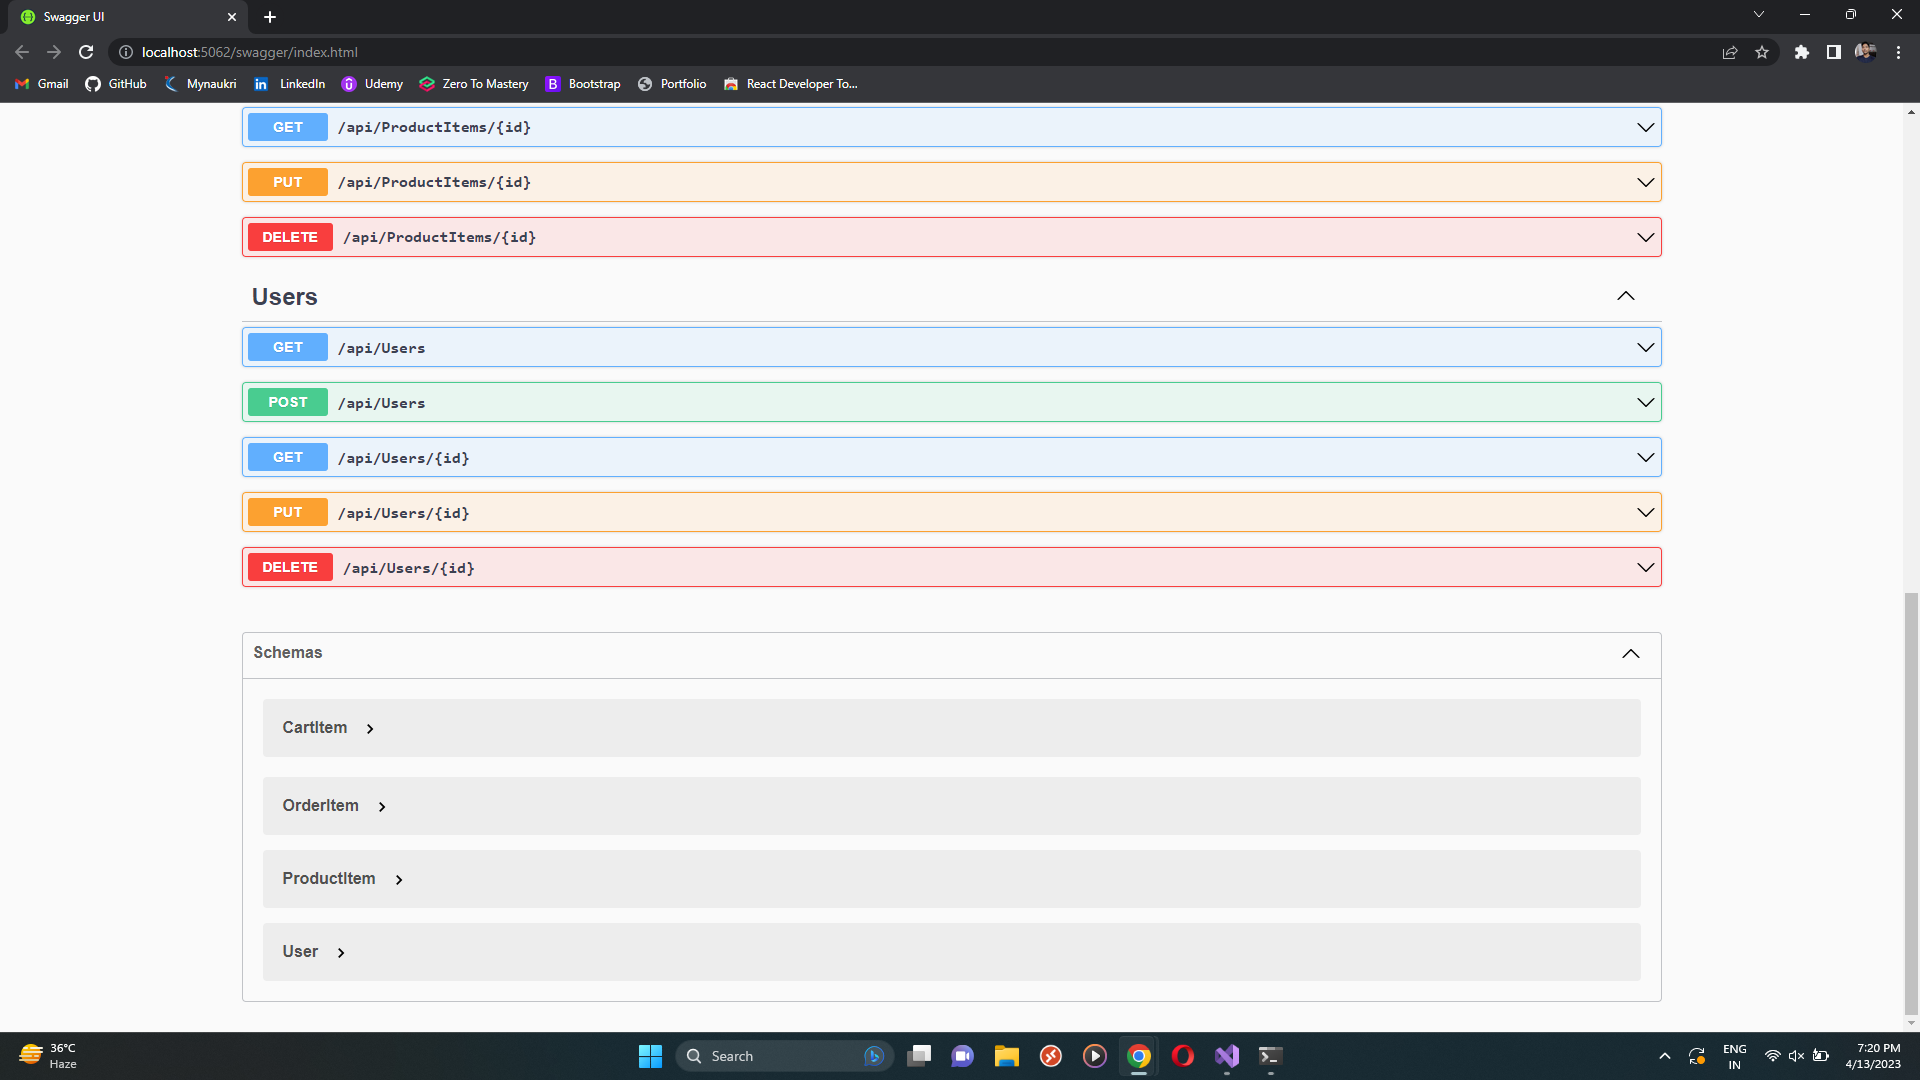 Swagger UI
localhost:5062/swagger/index.html
Gmail GitHub Mynaukri LinkedIn Udemy Zero To Mastery Bootstrap Portfolio React Developer To...
GET /api/ProductItems/{id}
PUT /api/ProductItems/{id}
DELETE /api/ProductItems/{id}
Users
GET /api/Users
POST /api/Users
GET /api/Users/{id}
PUT /api/Users/{id}
DELETE /api/Users/{id}
Schemas
CartItem
OrderItem
ProductItem
User
36°C
Haze
Search
ENG
IN
7:20 PM
4/13/2023